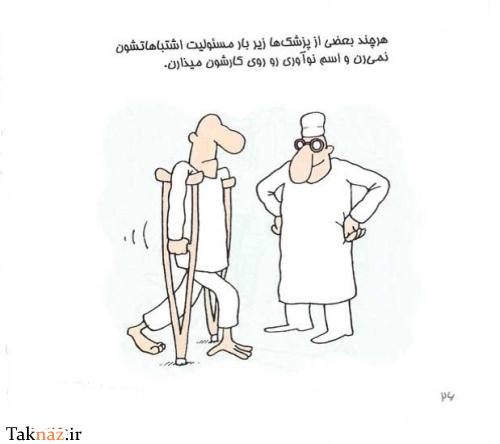 هرچند بعضی از پزشک‌ها زیر بار مسئولیت اشتباهاتشون
نمی‌رن و اسم نوآوری رو روی کارشون میذارن.
۲۶
Taknaz.ir